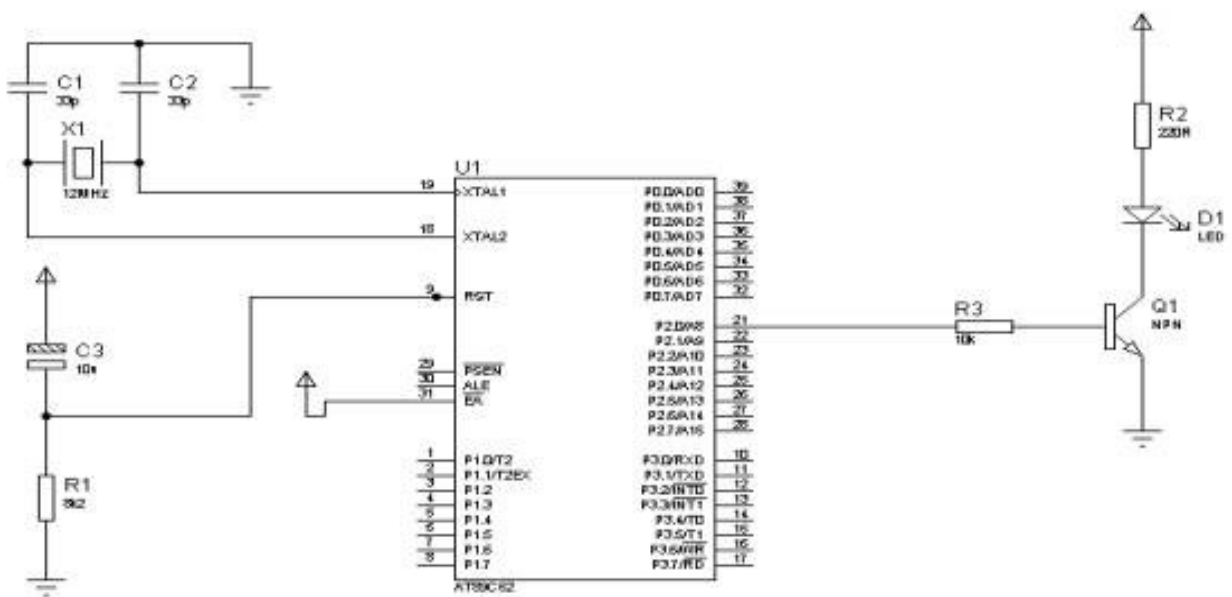 C1
33p
C2
33p
X1
12MHZ
C3
R1
8k2
U1
19
XTAL1
18
XTAL2
9
RST
29
PSEN
30
ALE
31
EA
1
P1.0/T2
2
P1.1/T2EX
3
P1.2
4
P1.3
5
P1.4
6
P1.5
7
P1.6
8
P1.7
P0.0/AD0
39
P0.1/AD1
38
P0.2/AD2
37
P0.3/AD3
36
P0.4/AD4
35
P0.5/AD5
34
P0.6/AD6
33
P0.7/AD7
32
P2.0/A8
21
P2.1/A9
22
P2.2/A10
23
P2.3/A11
24
P2.4/A12
25
P2.5/A13
26
P2.6/A14
27
P2.7/A15
28
P3.0/RXD
10
P3.1/TXD
11
P3.2/INT0
12
P3.3/INT1
13
P3.4/T0
14
P3.5/T1
15
P3.6/WR
16
P3.7/RD
17
AT89C52
R3
10k
R2
220R
D1
LED
Q1
NPN